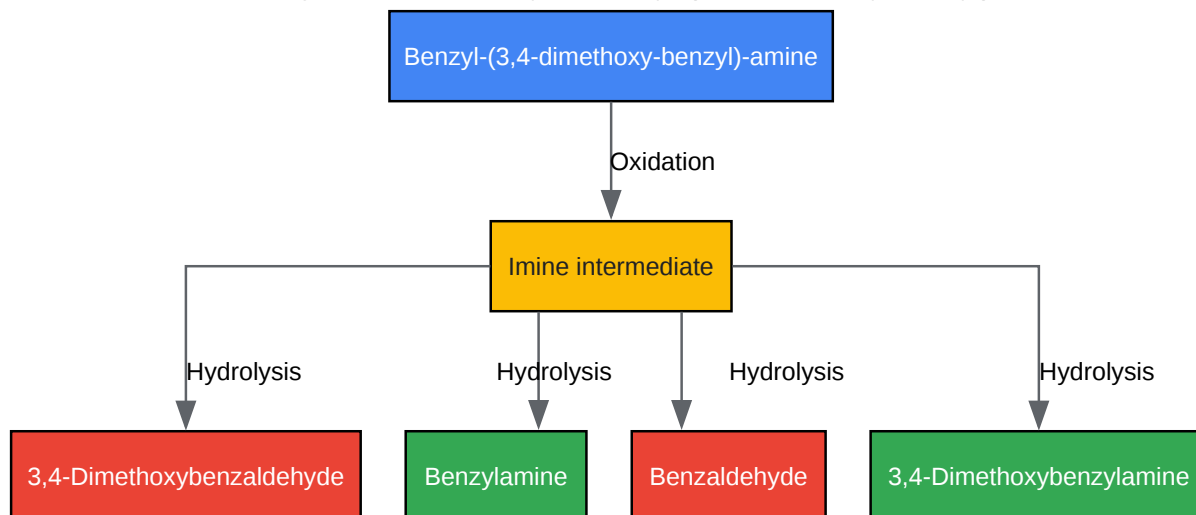 Benzyl-(3,4-dimethoxy-benzyl)-amine
Oxidation
Imine intermediate
Hydrolysis
Hydrolysis
Hydrolysis
Hydrolysis
3,4-Dimethoxybenzaldehyde
Benzylamine
Benzaldehyde
3,4-Dimethoxybenzylamine